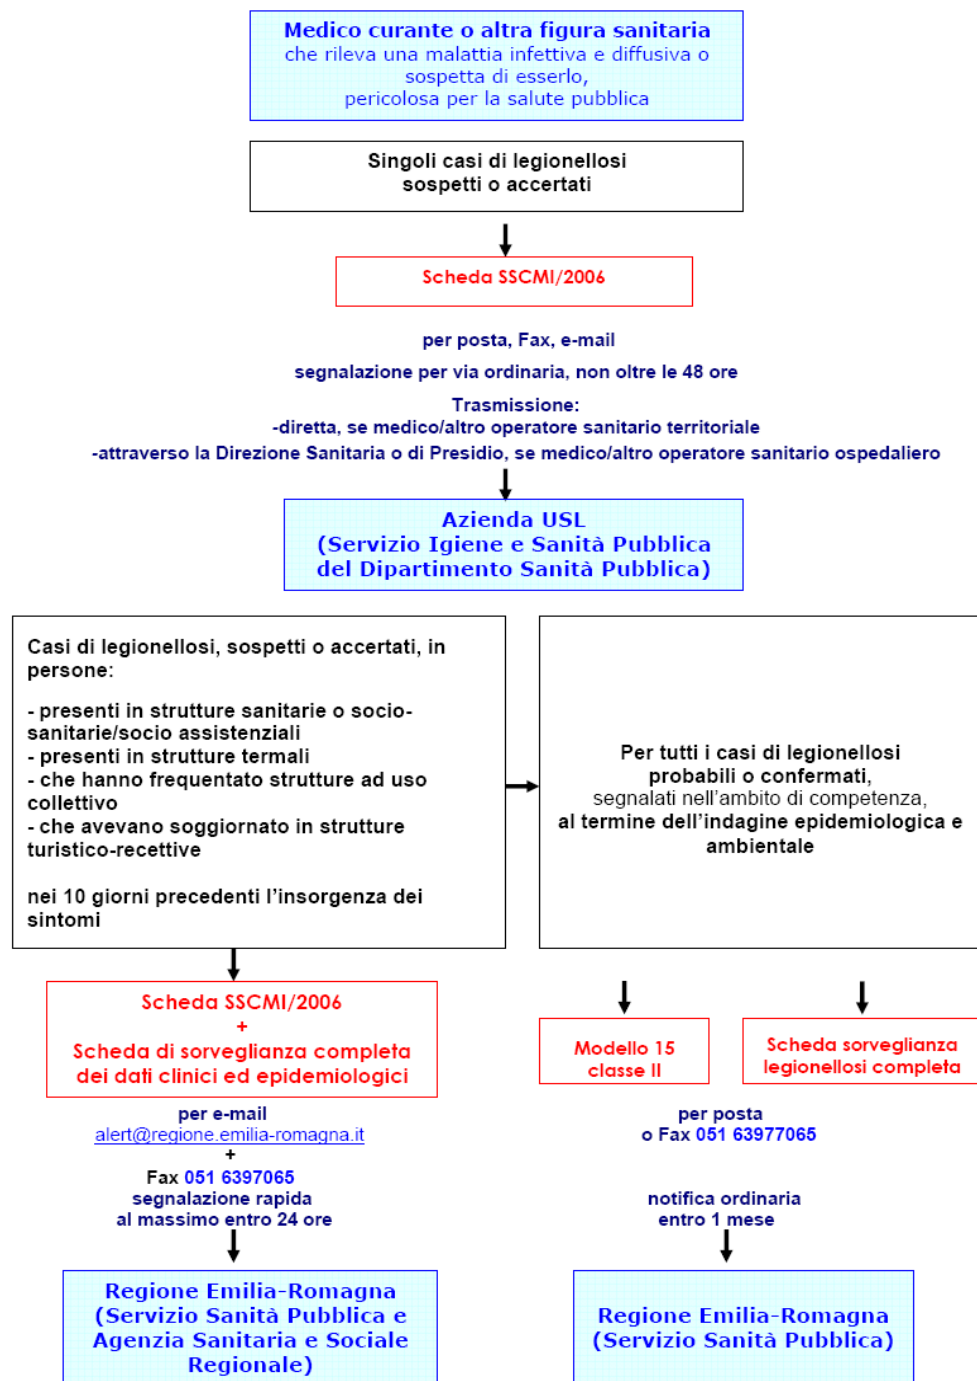 Medico curante o altra figura sanitaria
che rileva una malattia infettiva e diffusiva o
sospetta di esserlo,
pericolosa per la salute pubblica
Singoli casi di legionellosi
sospetti o accertati
Scheda SSCMI/2006
per posta, Fax, e-mail
segnalazione per via ordinaria, non oltre le 48 ore
Trasmissione:
-diretta, se medico/altro operatore sanitario territoriale
-attraverso la Direzione Sanitaria o di Presidio, se medico/altro operatore sanitario ospedaliero
Azienda USL
(Servizio Igiene e Sanità Pubblica
del Dipartimento Sanità Pubblica)
Casi di legionellosi, sospetti o accertati, in
persone:
- presenti in strutture sanitarie o socio-
sanitarie/socio assistenziali
- presenti in strutture termali
- che hanno frequentato strutture ad uso
collettivo
- che avevano soggiornato in strutture
turistico-recettive
nei 10 giorni precedenti l'insorgenza dei
sintomi
Per tutti i casi di legionellosi
probabili o confermati,
segnalati nell'ambito di competenza,
al termine dell'indagine epidemiologica e
ambientale
Scheda SSCMI/2006
+
Scheda di sorveglianza completa
dei dati clinici ed epidemiologici
per e-mail
alert@regione.emilia-romagna.it
+
Fax 051 6397065
segnalazione rapida
al massimo entro 24 ore
Regione Emilia-Romagna
(Servizio Sanità Pubblica e
Agenzia Sanitaria e Sociale
Regionale)
Modello 15
classe II
Scheda sorveglianza
legionellosi completa
per posta
o Fax 051 63977065
notifica ordinaria
entro 1 mese
Regione Emilia-Romagna
(Servizio Sanità Pubblica)